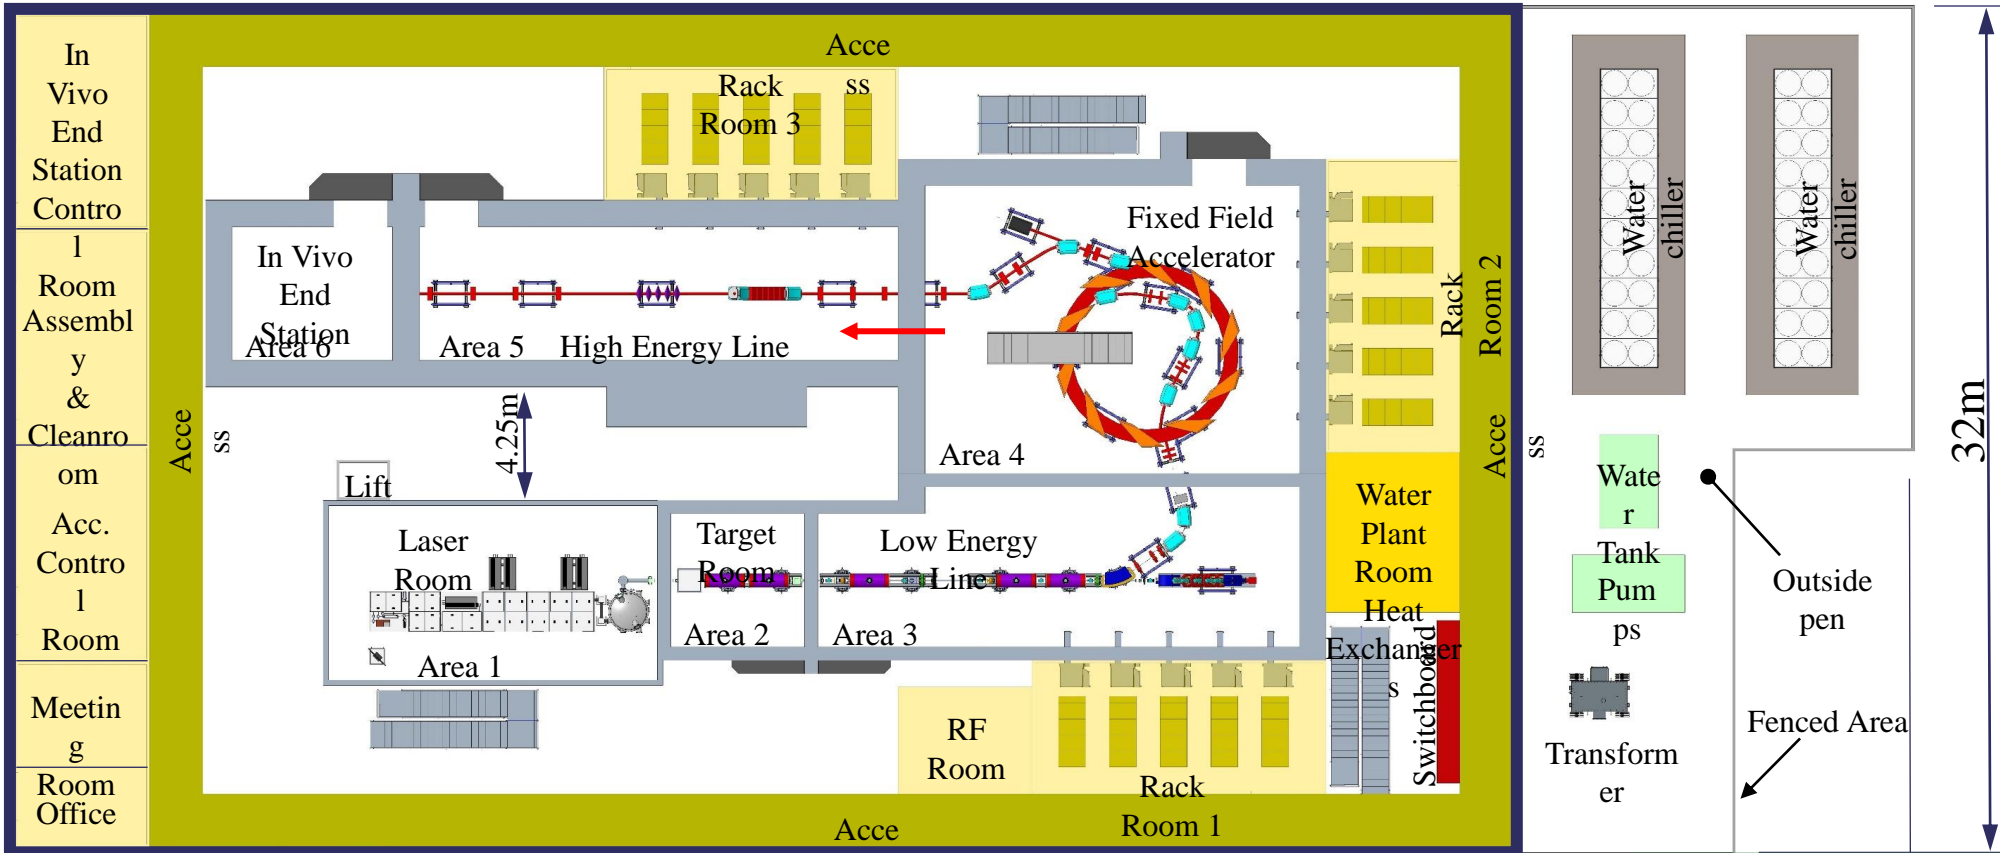 In
Vivo
End
Station
Contro
l
Room
Assembl
y
&
Cleanro
om
Acc.
Contro
l
Room
Meetin
g
Room
Office
Acce
ss
Rack
Room 3
Acce
ss
In Vivo
End
Station
Area 6
Area 5
High Energy Line
Fixed Field
Accelerator
Area 4
4.25m
Lift
Laser
Room
Area 1
Target
Room
Area 2
Low Energy
Line
Area 3
Rack
Room 2
Acce
ss
Water
Plant
Room
Heat
Exchanger
s
Switchboard
RF
Room
Rack
Room 1
Acce
Water
chiller
Water
chiller
Wate
r
Tank
Pum
ps
Outside
pen
Transform
er
Fenced Area
32m